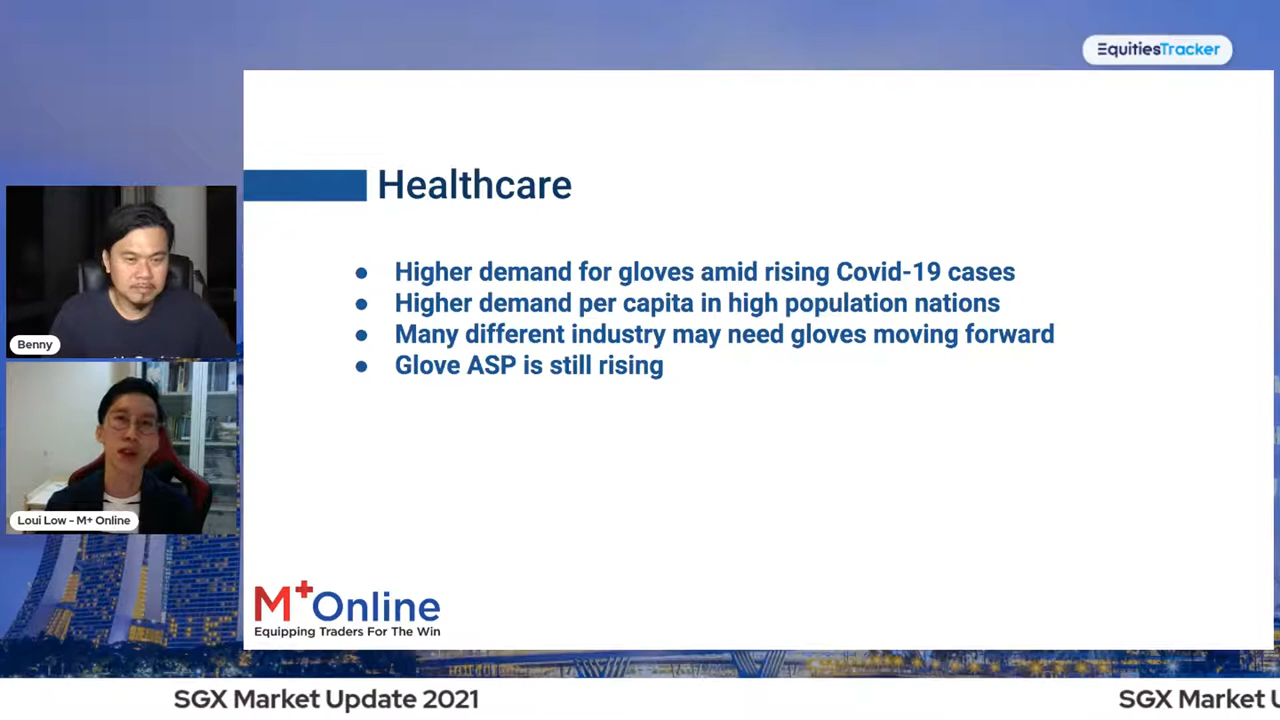 EquitiesTracker
Healthcare
● Higher demand for gloves amid rising Covid-19 cases
● Higher demand per capita in high population nations
● Many different industry may need gloves moving forward
● Glove ASP is still rising
Benny
Loui Low - M+ Online
M+Online
Equipping Traders For The Win
SGX Market Update 2021
SGX Market U